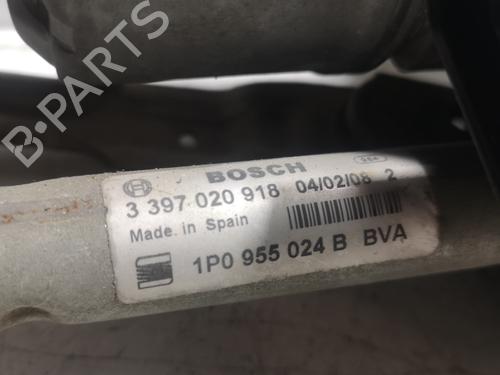 B-PARTS
BOSCH
3 397 020 918 04/02/08 2
Made. in Spain
1P0 955 024 B BVA